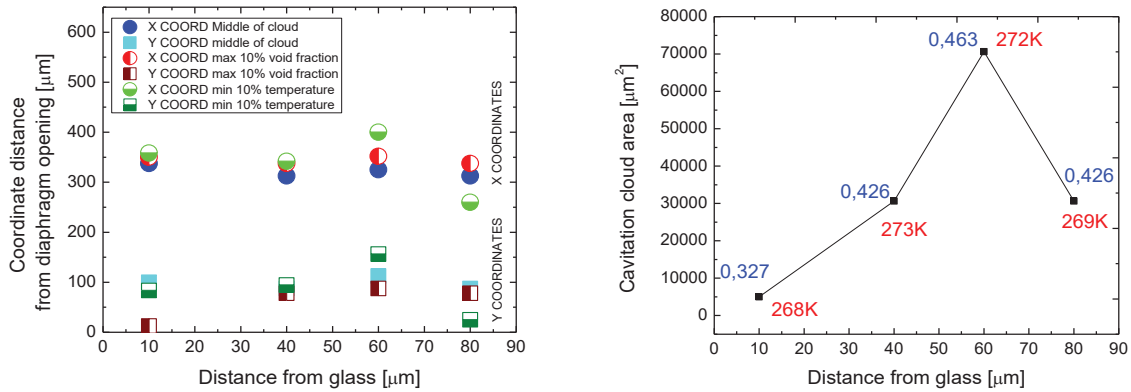 600
500
400
300
200
100
0
Coordinate distance
from diaphragm opening [μm]
X COORD Middle of cloud
Y COORD middle of cloud
X COORD max 10% void fraction
Y COORD max 10% void fraction
X COORD min 10% temperature
Y COORD min 10% temperature
X COORDINATES
Y COORDINATES
0 10 20 30 40 50 60 70 80 90
Distance from glass [μm]
80000
70000
60000
50000
40000
30000
20000
10000
0
Cavitation cloud area [μm²]
0,463 272K
0,426
273K
0,426
269K
0,327
268K
0 10 20 30 40 50 60 70 80 90
Distance from glass [μm]